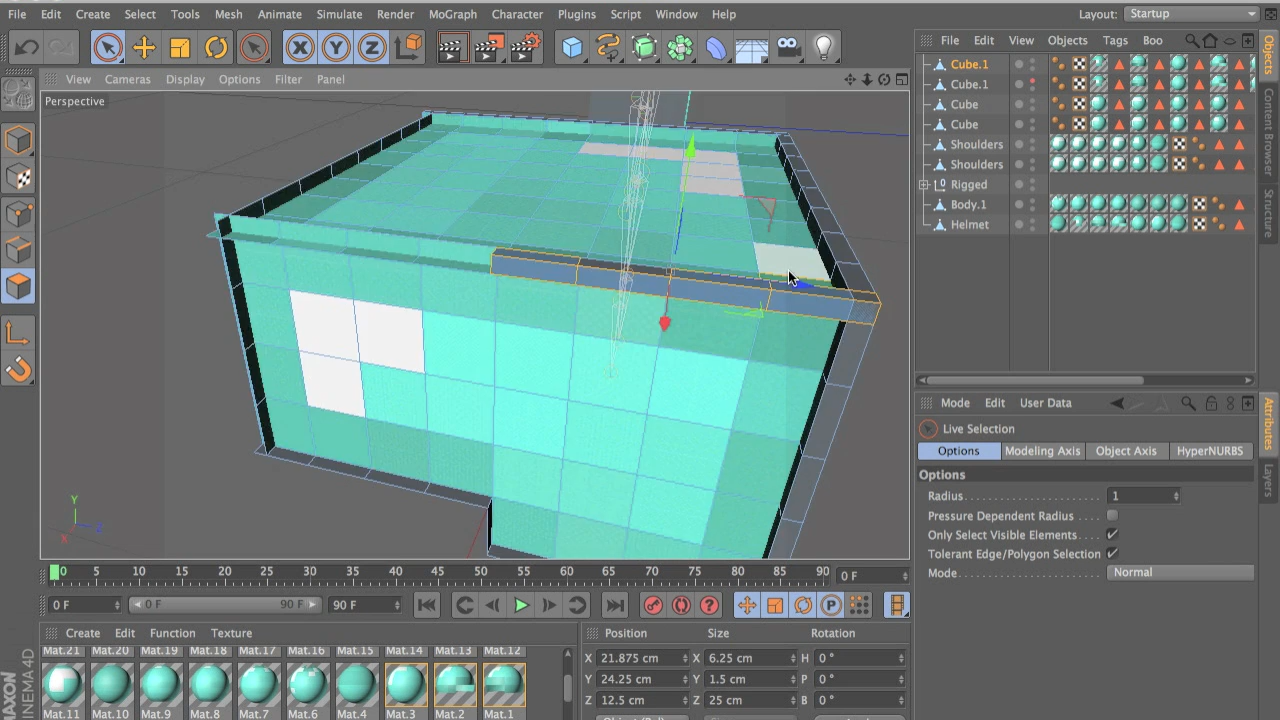 File Edit Create Select Tools Mesh Animate Simulate Render MoGraph Character Plugins Script Window Help Layout: Startup
View Cameras Display Options Filter Panel
Perspective
File Edit View Objects Tags Boo
Cube.1
Cube.1
Cube
Cube
Shoulders
Shoulders
Rigged
Body.1
Helmet
Objects
Content Browser
Structure
Mode Edit User Data
Live Selection
Options Modeling Axis Object Axis HyperNURBS
Options
Radius 1
Pressure Dependent Radius
Only Select Visible Elements
Tolerant Edge/Polygon Selection
Mode Normal
Attributes
Layers
Y
Z
X
0 5 10 15 20 25 30 35 40 45 50 55 60 65 70 75 80 85 90 0 F
0 F 0 F 90 F 90 F
Create Edit Function Texture
Mat.21 Mat.20 Mat.19 Mat.18 Mat.17 Mat.16 Mat.15 Mat.14 Mat.13 Mat.12
Mat.11 Mat.10 Mat.9 Mat.8 Mat.7 Mat.6 Mat.4 Mat.3 Mat.2 Mat.1
Position Size Rotation
X 21.875 cm X 6.25 cm H 0 °
Y 24.25 cm Y 1.5 cm P 0 °
Z 12.5 cm Z 25 cm B 0 °